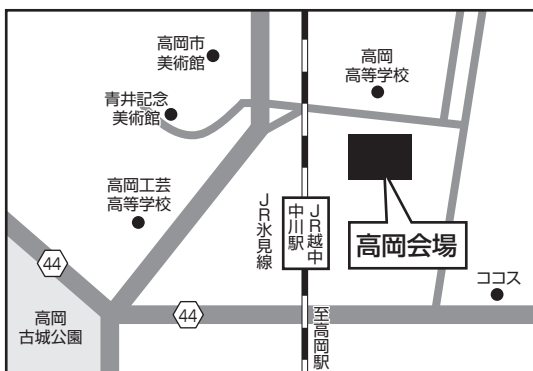 高岡市
美術館
高岡
高等学校
青井記念
美術館
高岡工芸
高等学校
JR氷見線
JR越中
中川駅
高岡会場
44
44
ココス
高岡
古城公園
至高岡駅